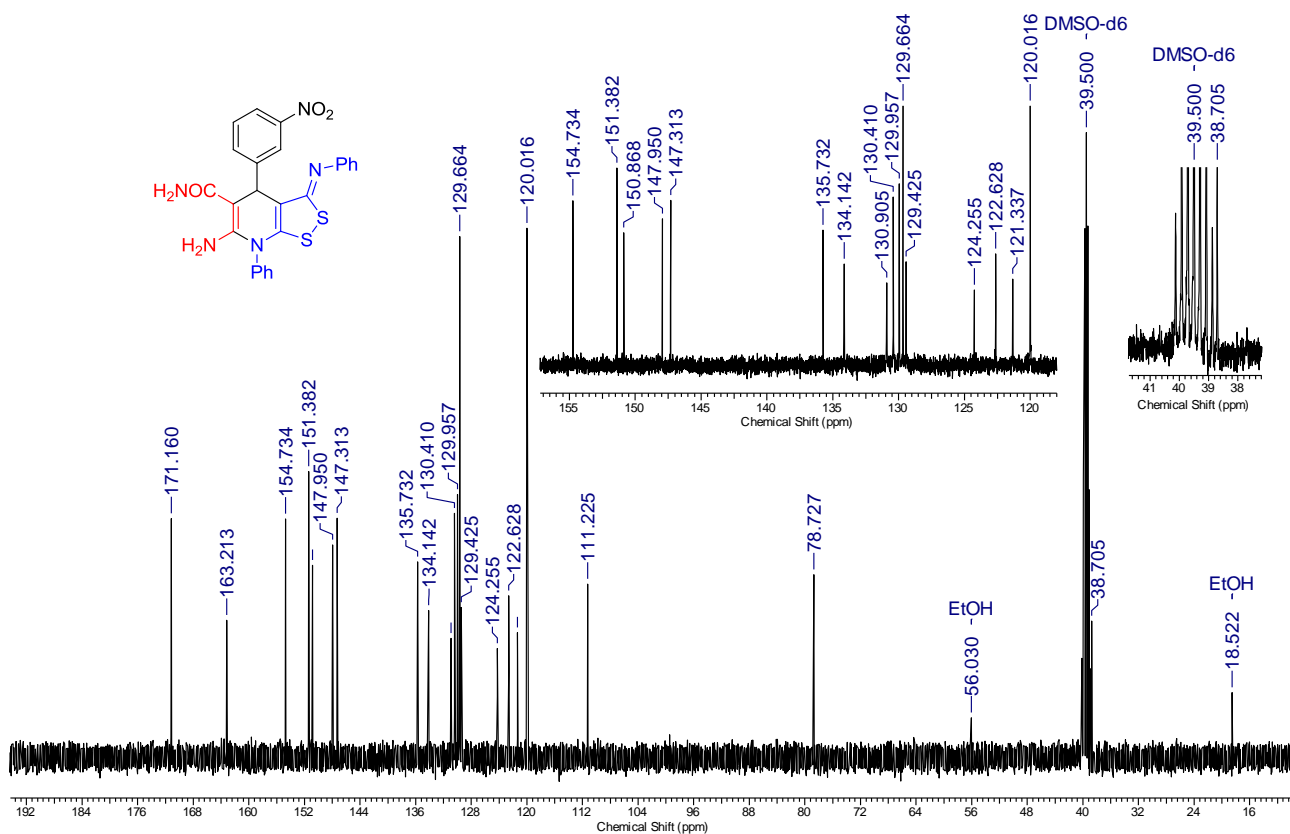 DMSO-d6
129.664
120.016
39.500
DMSO-d6
39.500
38.705
154.734
151.382
150.868
147.950
147.313
135.732
134.142
130.905
130.410
129.957
129.425
124.255
122.628
121.337
NO2
Ph
N
H2NOC
S
S
H2N
N
Ph
129.664
120.016
155 150 145 140 135 130 125 120
Chemical Shift (ppm)
41 40 39 38
Chemical Shift (ppm)
171.160
163.213
154.734
151.382
147.950
147.313
135.732
134.142
130.410
129.957
129.425
124.255
122.628
111.225
78.727
EtOH
56.030
38.705
EtOH
18.522
192 184 176 168 160 152 144 136 128 120 112 104 96 88 80 72 64 56 48 40 32 24 16
Chemical Shift (ppm)